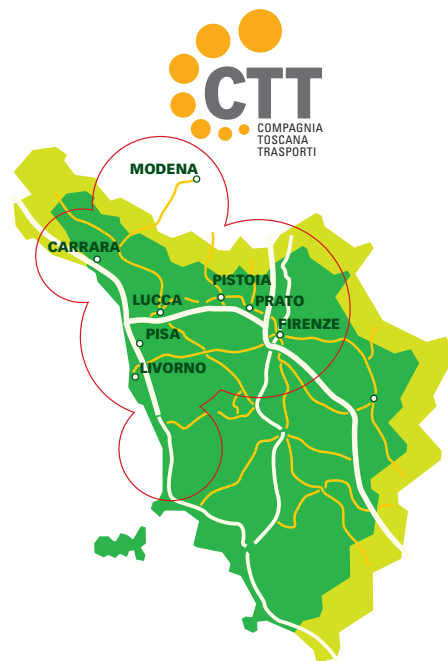 CTT
COMPAGNIA
TOSCANA
TRASPORTI
MODENA
CARRARA
PISTOIA
LUCCA
PRATO
FIRENZE
PISA
LIVORNO